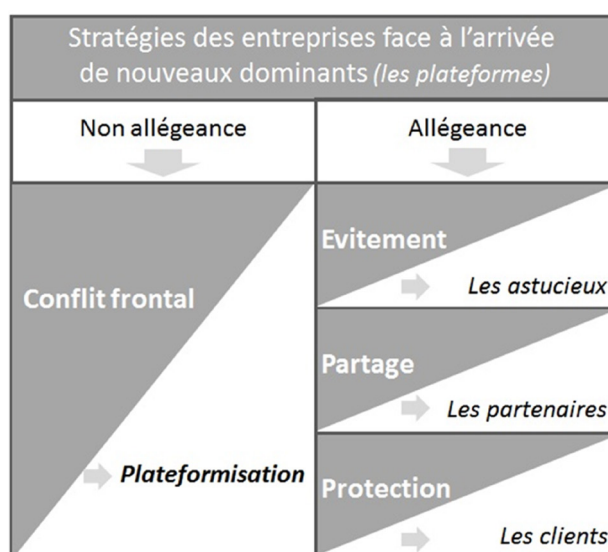 Stratégies des entreprises face à l'arrivée
de nouveaux dominants (les plateformes)
Non allégeance
Allégeance
Conflit frontal
Plateformisation
Evitement
Les astucieux
Partage
Les partenaires
Protection
Les clients